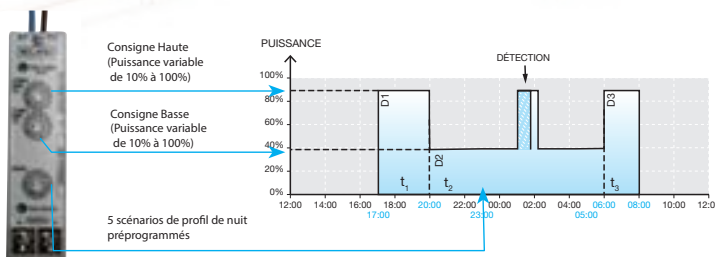 Consigne Haute
(Puissance variable
de 10% à 100%)
Consigne Basse
(Puissance variable
de 10% à 100%)
5 scénarios de profil de nuit
préprogrammés
PUISSANCE
DÉTECTION
100%
80%
60%
40%
20%
0%
D1
D2
D3
t1
t2
t3
12:00 14:00 16:00 18:00 20:00 22:00 00:00 02:00 04:00 06:00 08:00 10:00 12:0
17:00 23:00 05:00